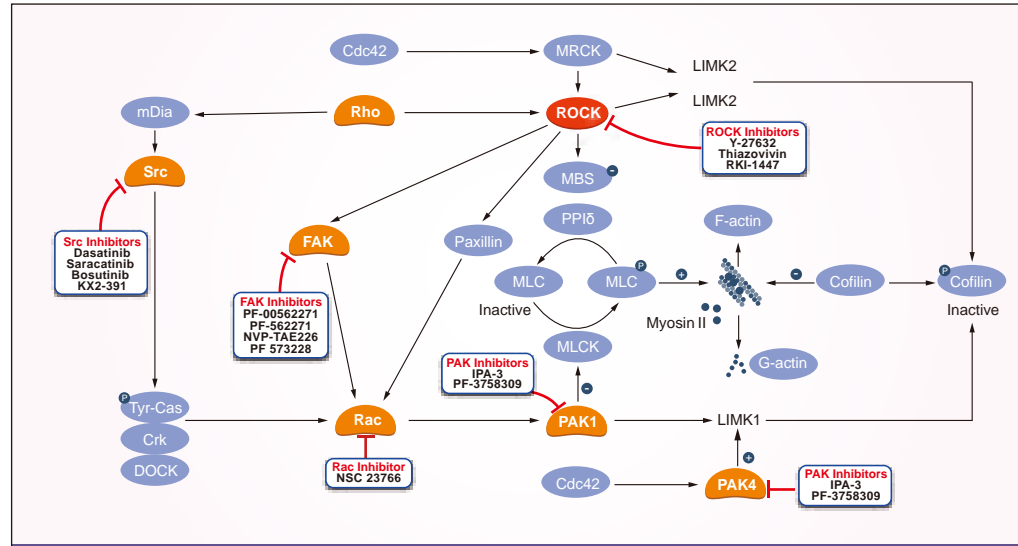 Cdc42
MRCK
LIMK2
LIMK2
mDia
Rho
ROCK
ROCK Inhibitors
Y-27632
Thiazovivin
RKI-1447
Src
MBS
-
Src Inhibitors
Dasatinib
Saracatinib
Bosutinib
KX2-391
FAK
Paxillin
PPIδ
F-actin
MLC
Inactive
MLC
P
+
-
Cofilin
P
Cofilin
Inactive
Myosin II
FAK Inhibitors
PF-00562271
PF-562271
NVP-TAE226
PF 573228
MLCK
G-actin
PAK Inhibitors
IPA-3
PF-3758309
-
P
Tyr-Cas
Crk
DOCK
Rac
PAK1
LIMK1
Rac Inhibitor
NSC 23766
+
Cdc42
PAK4
PAK Inhibitors
IPA-3
PF-3758309